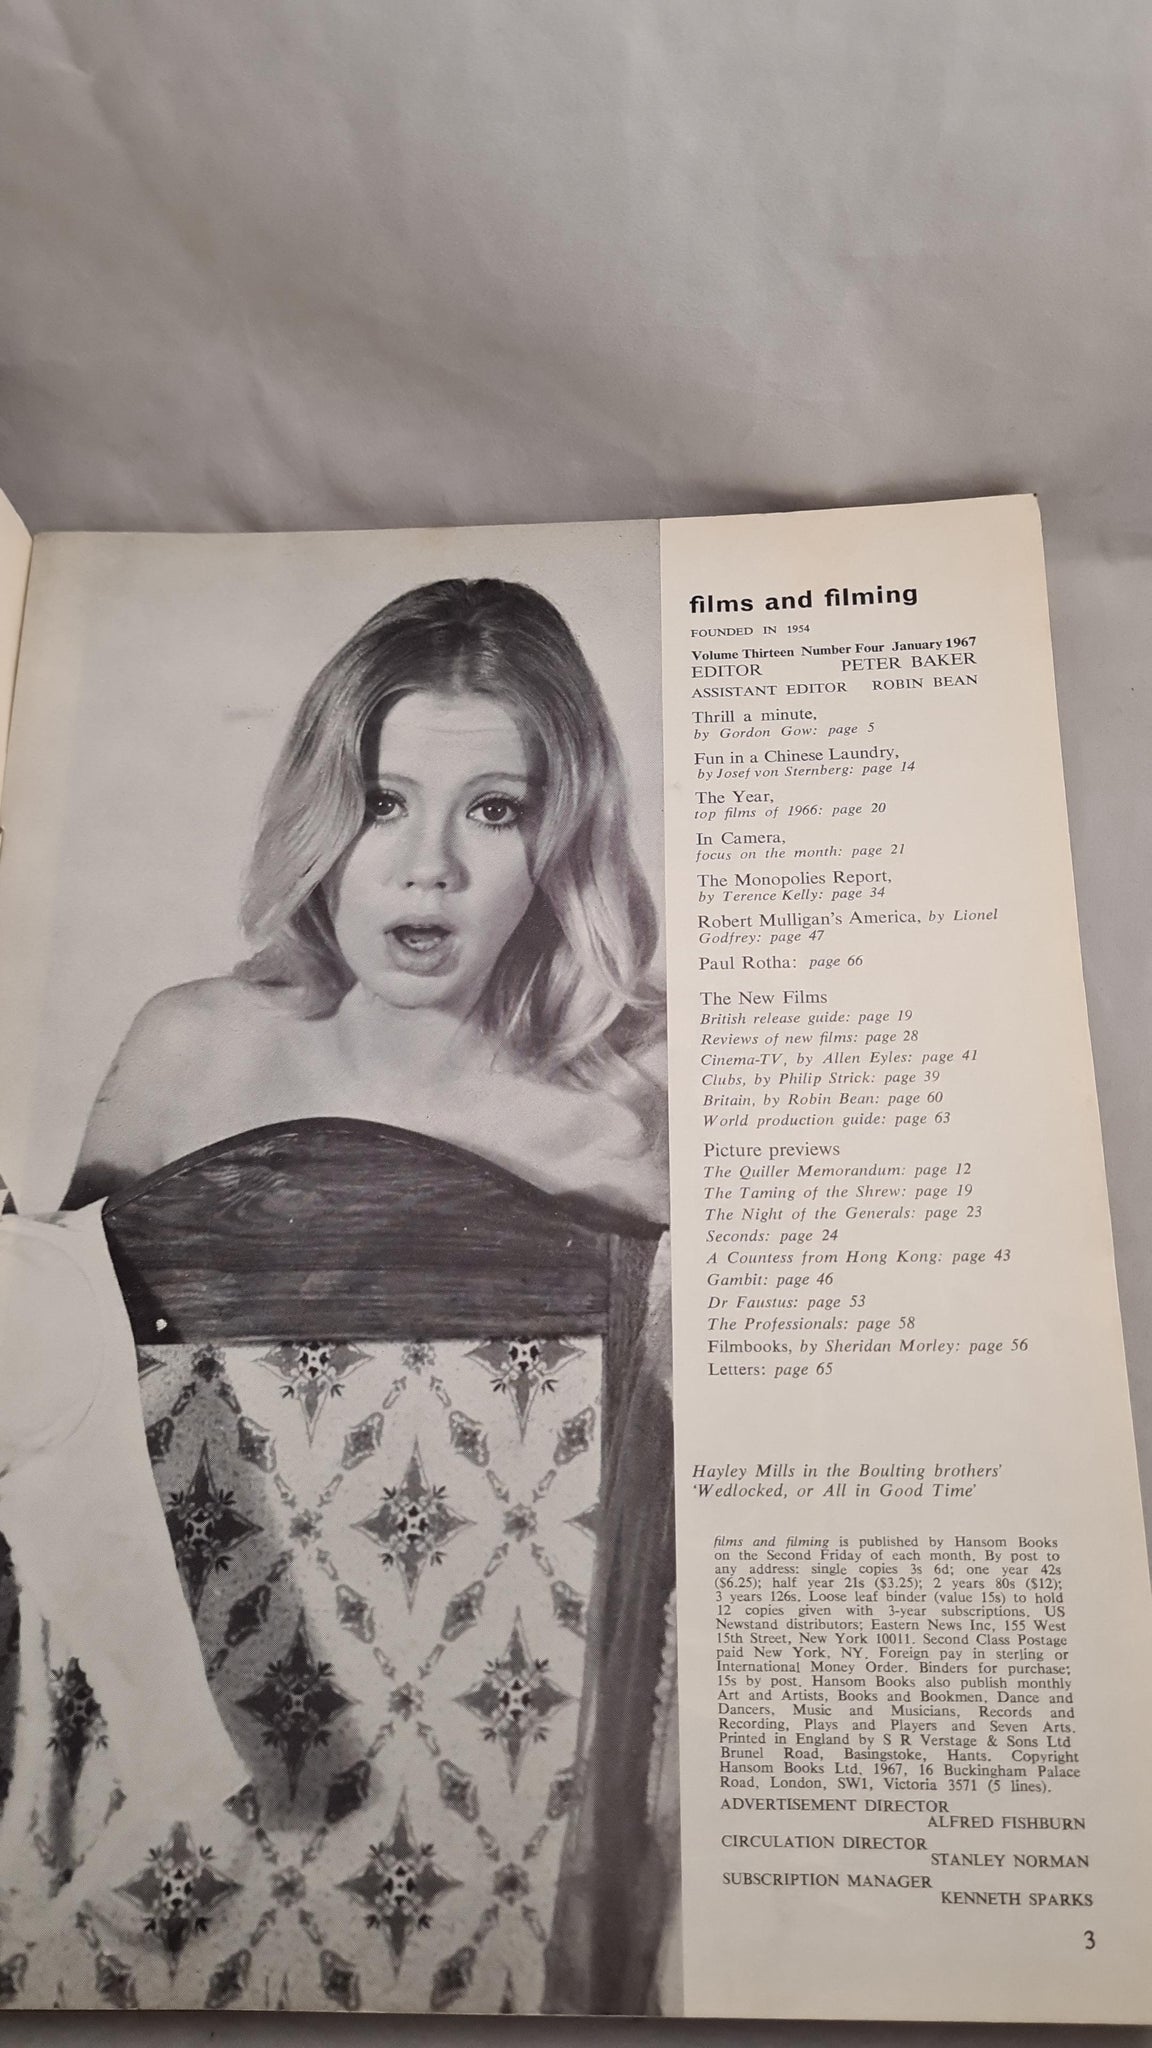 films and filming
FOUNDED IN 1954
Volume Thirteen Number Four January 1967
EDITOR PETER BAKER
ASSISTANT EDITOR ROBIN BEAN
Thrill a minute,
by Gordon Gow: page 5
Fun in a Chinese Laundry,
by Josef von Sternberg: page 14
The Year,
top films of 1966: page 20
In Camera,
focus on the month: page 21
The Monopolies Report,
by Terence Kelly: page 34
Robert Mulligan's America, by Lionel
Godfrey: page 47
Paul Rotha: page 66
The New Films
British release guide: page 19
Reviews of new films: page 28
Cinema-TV, by Allen Eyles: page 41
Clubs, by Philip Strick: page 39
Britain, by Robin Bean: page 60
World production guide: page 63
Picture previews
The Quiller Memorandum: page 12
The Taming of the Shrew: page 19
The Night of the Generals: page 23
Seconds: page 24
A Countess from Hong Kong: page 43
Gambit: page 46
Dr Faustus: page 53
The Professionals: page 58
Filmbooks, by Sheridan Morley: page 56
Letters: page 65
Hayley Mills in the Boulting brothers'
'Wedlocked, or All in Good Time'
films and filming is published by Hansom Books
on the Second Friday of each month. By post to
any address: single copies 3s 6d; one year 42s
($6.25); half year 21s ($3.25); 2 years 80s ($12);
3 years 126s. Loose leaf binder (value 15s) to hold
12 copies given with 3-year subscriptions. US
Newstand distributors; Eastern News Inc, 155 West
15th Street, New York 10011. Second Class Postage
paid New York, NY. Foreign pay in sterling or
International Money Order. Binders for purchase;
15s by post. Hansom Books also publish monthly
Art and Artists, Books and Bookmen, Dance and
Dancers, Music and Musicians, Records and
Recording, Plays and Players and Seven Arts.
Printed in England by S R Verstage & Sons Ltd
Brunel Road, Basingstoke, Hants. Copyright
Hansom Books Ltd, 1967, 16 Buckingham Palace
Road, London, SW1, Victoria 3571 (5 lines).
ADVERTISEMENT DIRECTOR
ALFRED FISHBURN
CIRCULATION DIRECTOR
STANLEY NORMAN
SUBSCRIPTION MANAGER
KENNETH SPARKS
3